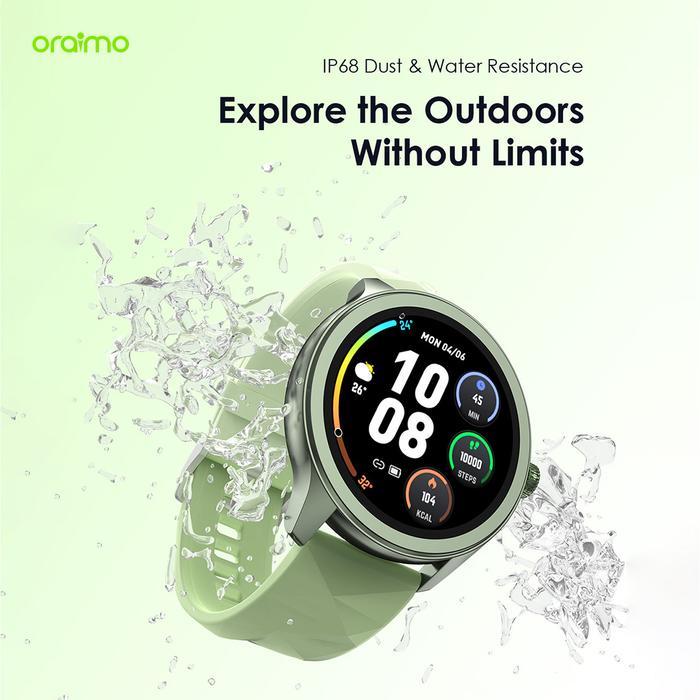 oraimo
IP68 Dust & Water Resistance
Explore the Outdoors
Without Limits
24°
MON 04/06
26°
10
08
45
MIN
10000
STEPS
32°
104
KCAL